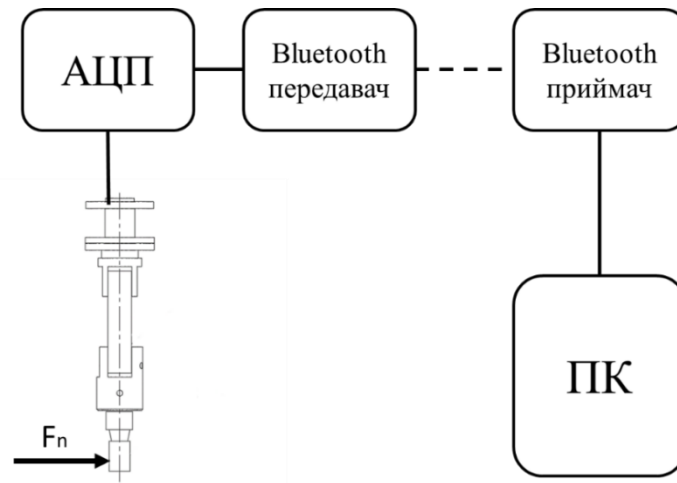 АЦП
Bluetooth
передавач
Bluetooth
приймач
ПК
Fn